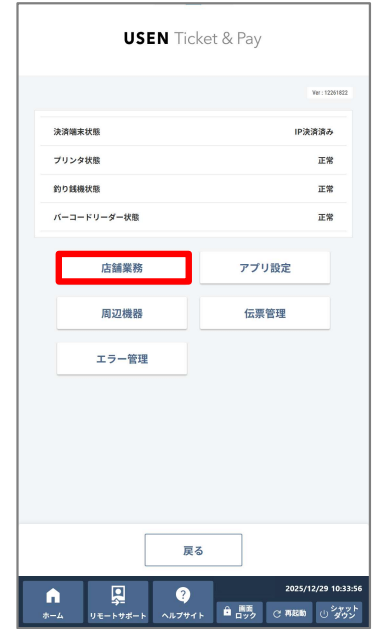 USEN Ticket & Pay
Ver : 12261822
決済端末状態 IP決済済み
プリンタ状態 正常
釣り銭機状態 正常
バーコードリーダー状態 正常
店舗業務 アプリ設定
周辺機器 伝票管理
エラー管理
戻る
2025/12/29 10:33:56
ホーム リモートサポート ヘルプサイト 画面ロック 再起動 シャットダウン